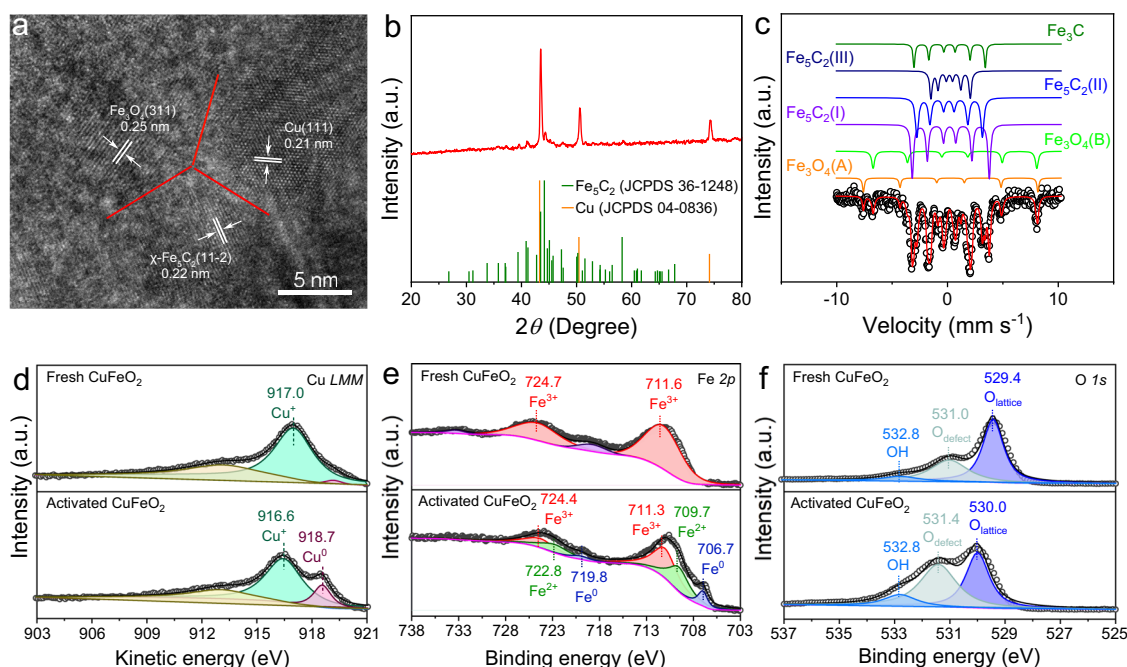 a
Fe₃O₄(311)
0.25 nm
Cu(111)
0.21 nm
χ-Fe₅C₂(11-2)
0.22 nm
5 nm
b
Intensity (a.u.)
Fe₅C₂ (JCPDS 36-1248)
Cu (JCPDS 04-0836)
20 30 40 50 60 70 80
2θ (Degree)
c
Intensity (a.u.)
Fe₃C
Fe₅C₂(III)
Fe₅C₂(II)
Fe₅C₂(I)
Fe₃O₄(B)
Fe₃O₄(A)
-10 -5 0 5 10
Velocity (mm s⁻¹)
d
Intensity (a.u.)
Fresh CuFeO₂
Cu LMM
917.0
Cu⁺
Activated CuFeO₂
916.6
Cu⁺
918.7
Cu⁰
903 906 909 912 915 918 921
Kinetic energy (eV)
e
Intensity (a.u.)
Fresh CuFeO₂
Fe 2p
724.7
Fe³⁺
711.6
Fe³⁺
Activated CuFeO₂
724.4
Fe³⁺
711.3
Fe³⁺
709.7
Fe²⁺
706.7
Fe⁰
722.8
Fe²⁺
719.8
Fe⁰
738 733 728 723 718 713 708 703
Binding energy (eV)
f
Intensity (a.u.)
Fresh CuFeO₂
O 1s
529.4
O lattice
531.0
O defect
532.8
OH
Activated CuFeO₂
530.0
O lattice
531.4
O defect
532.8
OH
537 535 533 531 529 527 525
Binding energy (eV)